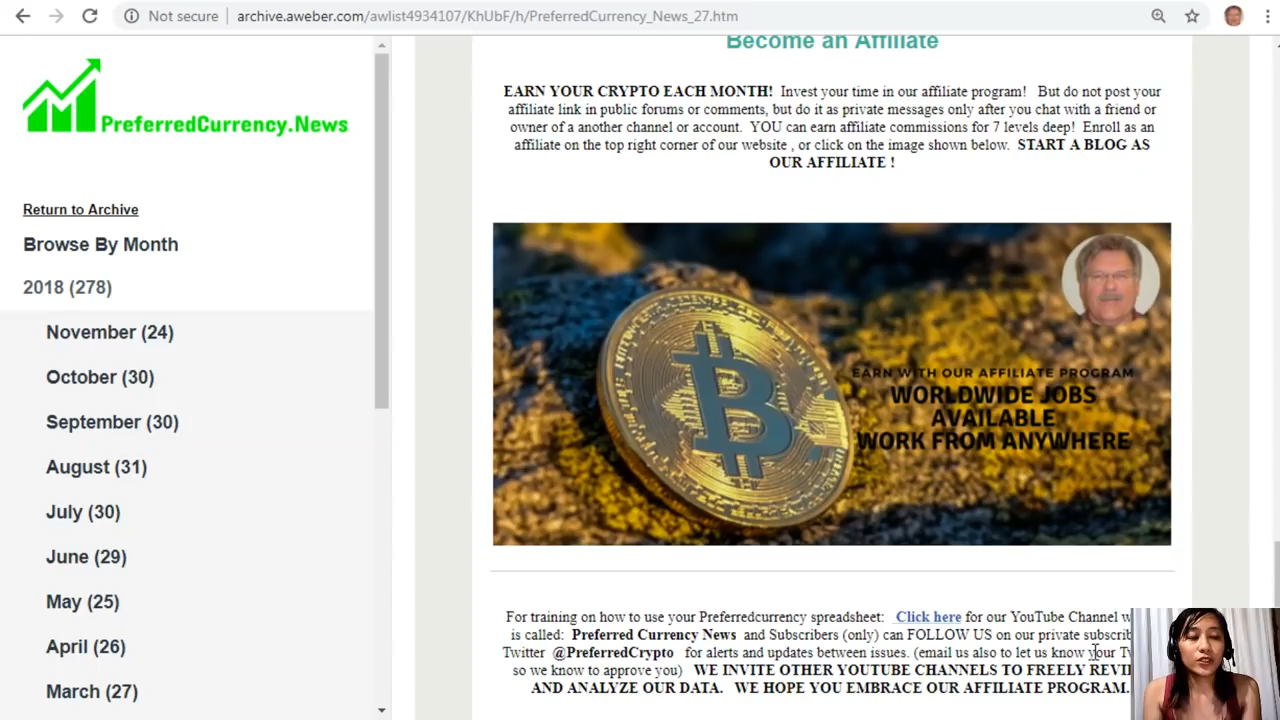 Not secure
archive.aweber.com/awlist4934107/KhUbF/h/PreferredCurrency_News_27.htm
PreferredCurrency.News
Return to Archive
Browse By Month
2018 (278)
November (24)
October (30)
September (30)
August (31)
July (30)
June (29)
May (25)
April (26)
March (27)
Become an Affiliate
EARN YOUR CRYPTO EACH MONTH! Invest your time in our affiliate program! But do not post your
affiliate link in public forums or comments, but do it as private messages only after you chat with a friend or
owner of a another channel or account. YOU can earn affiliate commissions for 7 levels deep! Enroll as an
affiliate on the top right corner of our website , or click on the image shown below. START A BLOG AS
OUR AFFILIATE !
EARN WITH OUR AFFILIATE PROGRAM
WORLDWIDE JOBS
AVAILABLE
WORK FROM ANYWHERE
For training on how to use your Preferredcurrency spreadsheet: Click here for our YouTube Channel
is called: Preferred Currency News and Subscribers (only) can FOLLOW US on our private
Twitter @PreferredCrypto for alerts and updates between issues. (email us also to let us know your
so we know to approve you) WE INVITE OTHER YOUTUBE CHANNELS TO FREELY
AND ANALYZE OUR DATA. WE HOPE YOU EMBRACE OUR AFFILIATE PROGRAM.